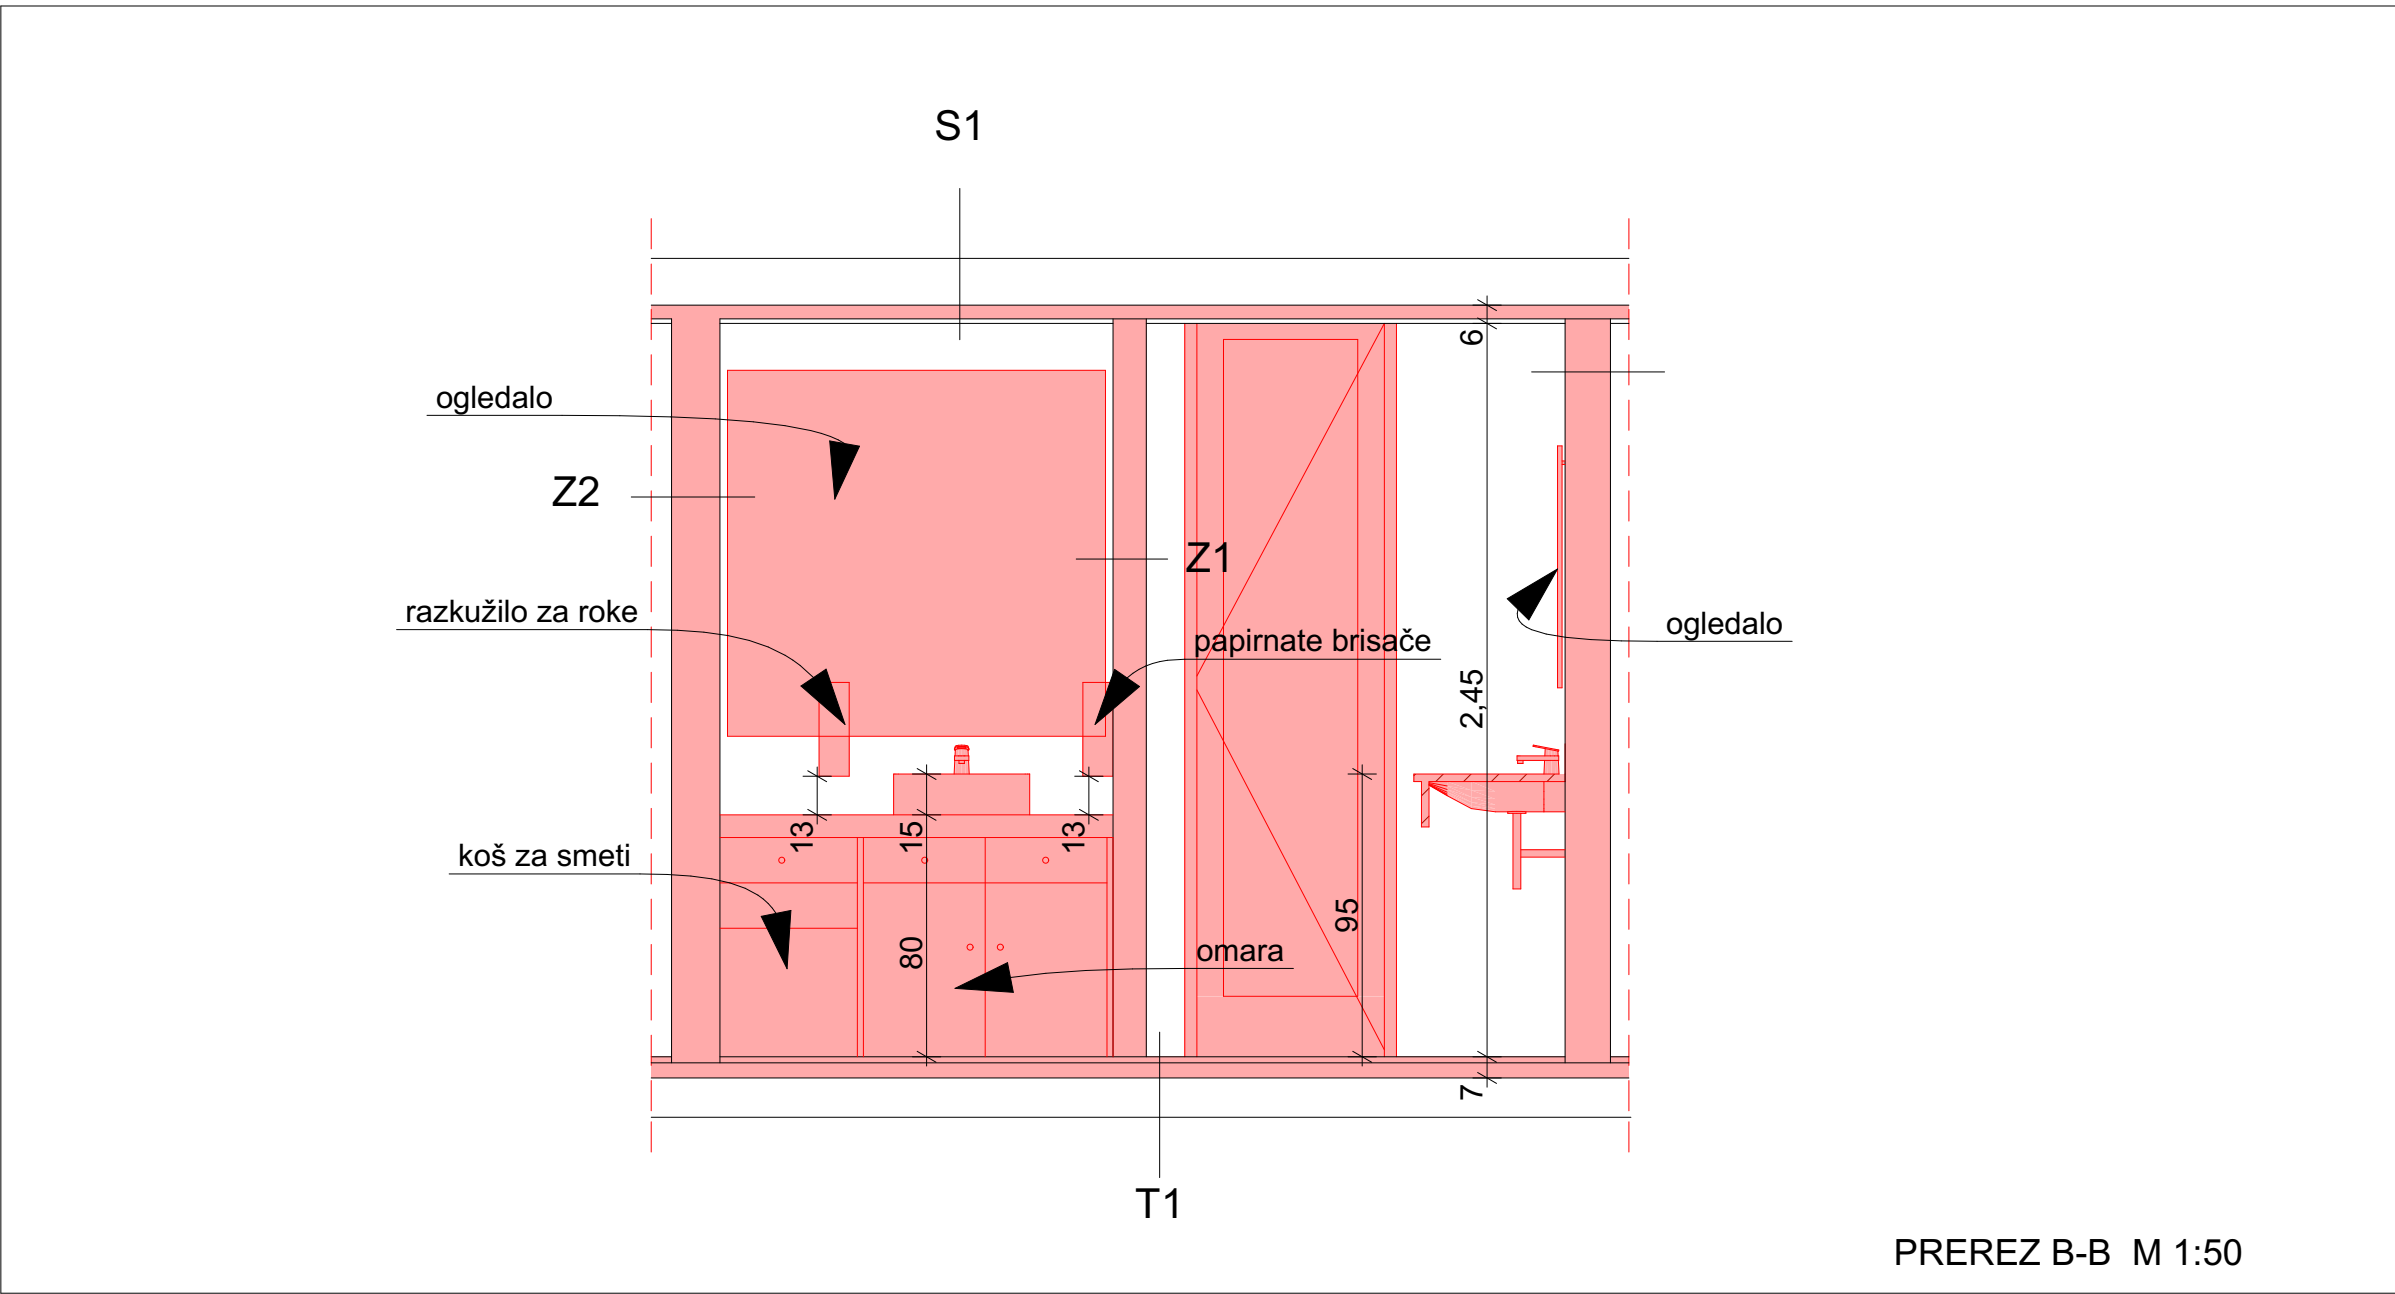 S1
6
ogledalo
Z2
Z1
razkužilo za roke
papirnate brisače
ogledalo
2,45
13
15
13
koš za smeti
95
80
omara
7
T1
PREREZ B-B M 1:50